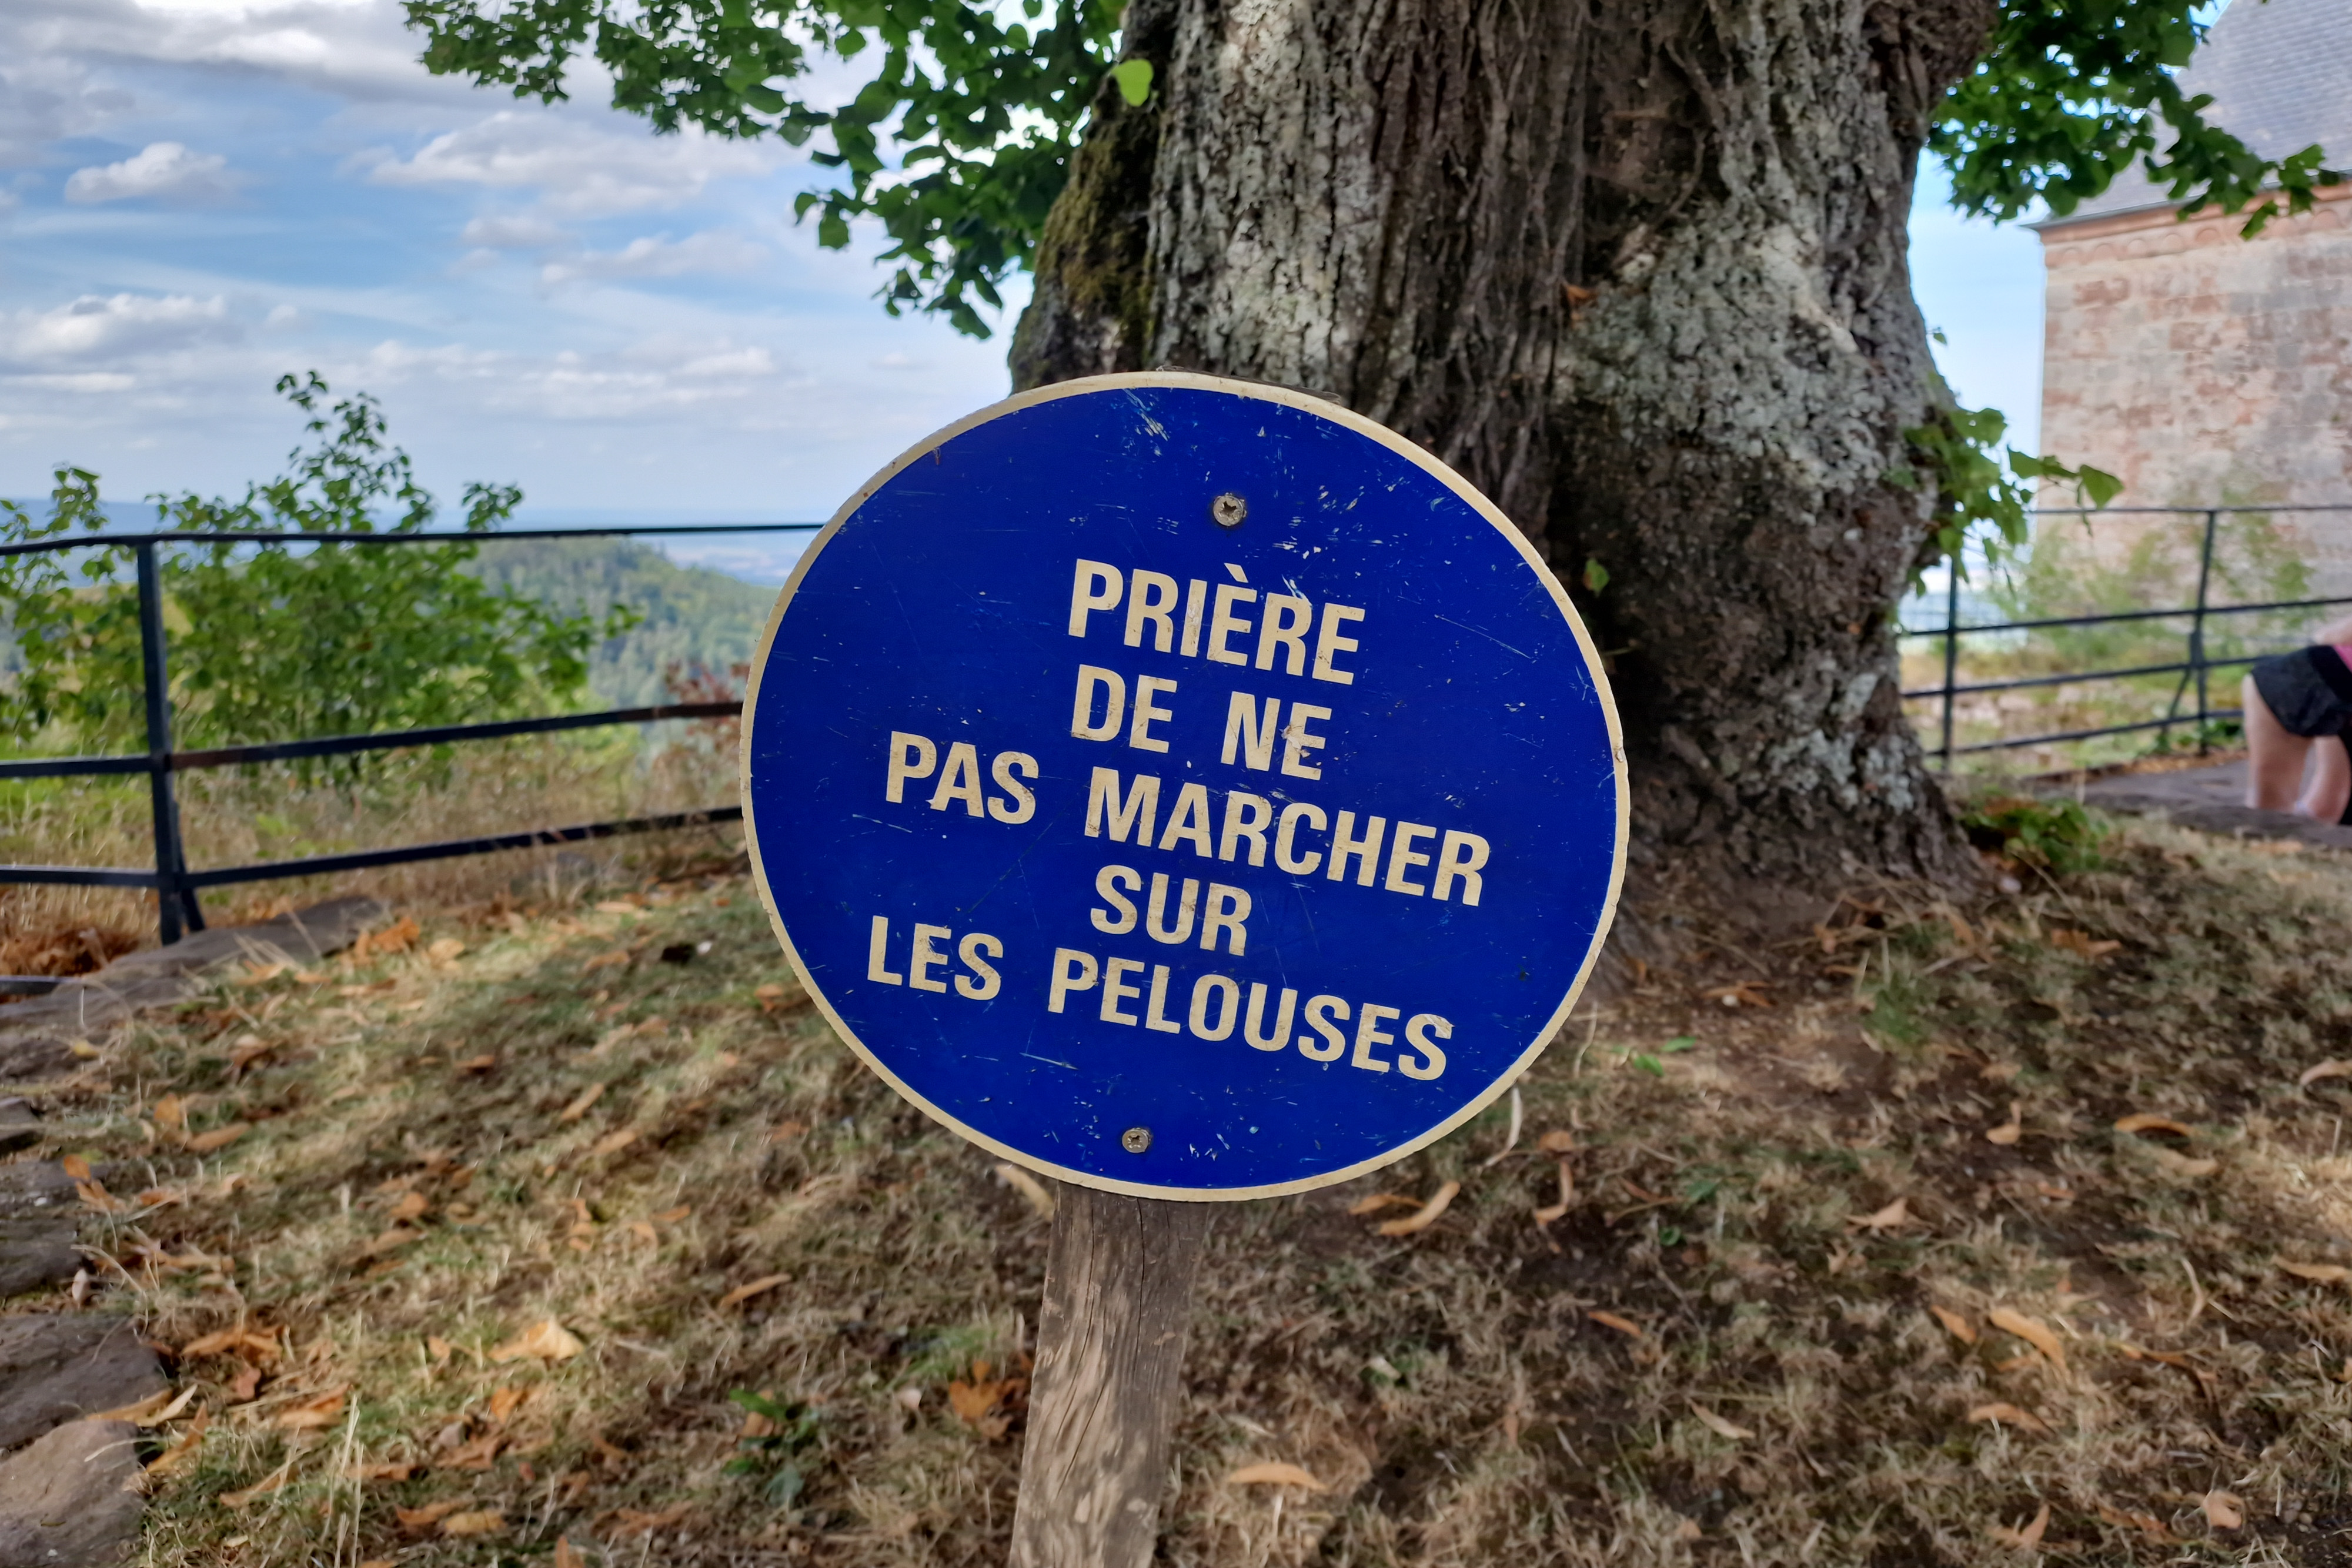 PRIÈRE
DE NE
PAS MARCHER
SUR
LES PELOUSES